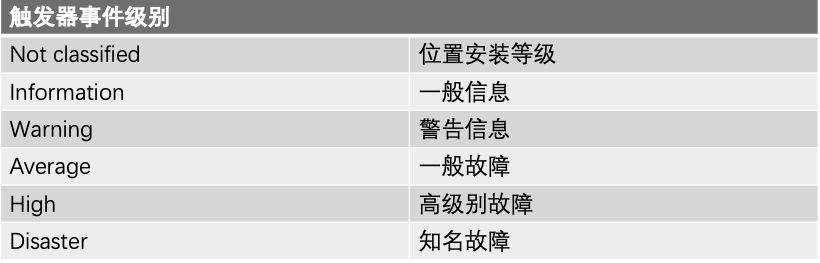 触发器事件级别
Not classified 位置安装等级
Information 一般信息
Warning 警告信息
Average 一般故障
High 高级别故障
Disaster 知名故障